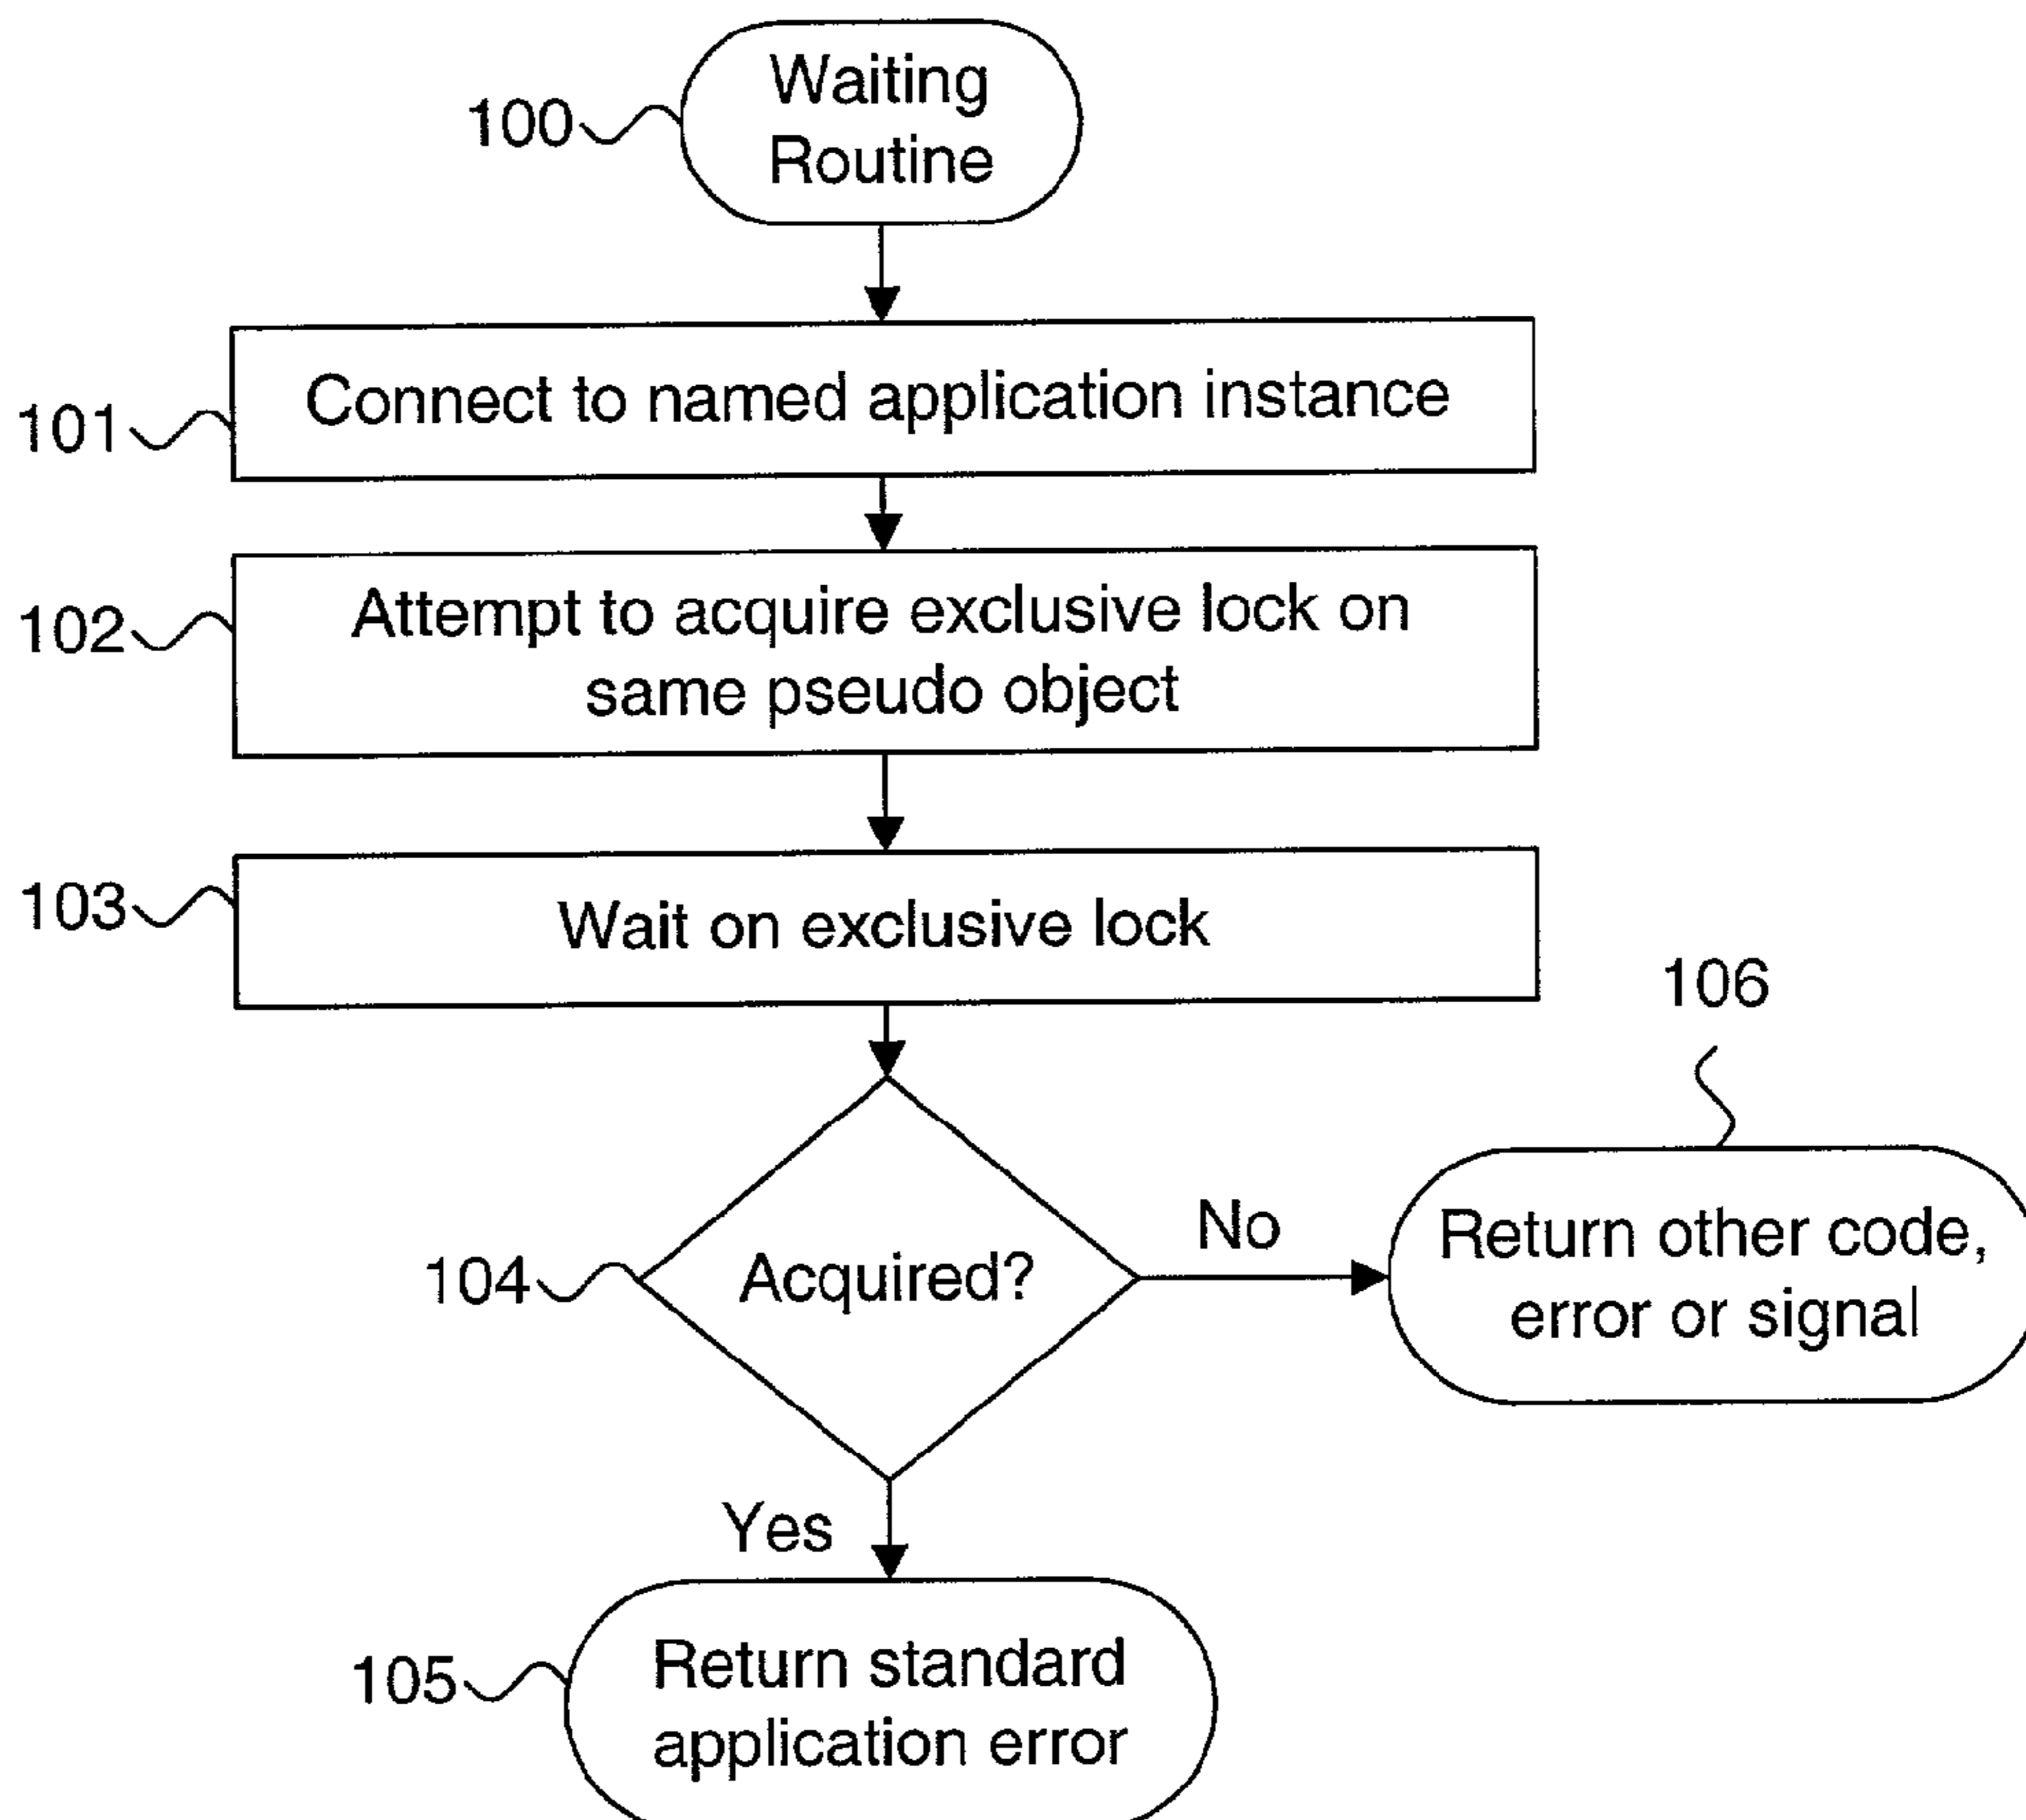 100
Waiting
Routine
101
Connect to named application instance
102
Attempt to acquire exclusive lock on
same pseudo object
103
Wait on exclusive lock
106
104
Acquired?
No
Return other code,
error or signal
Yes
105
Return standard
application error